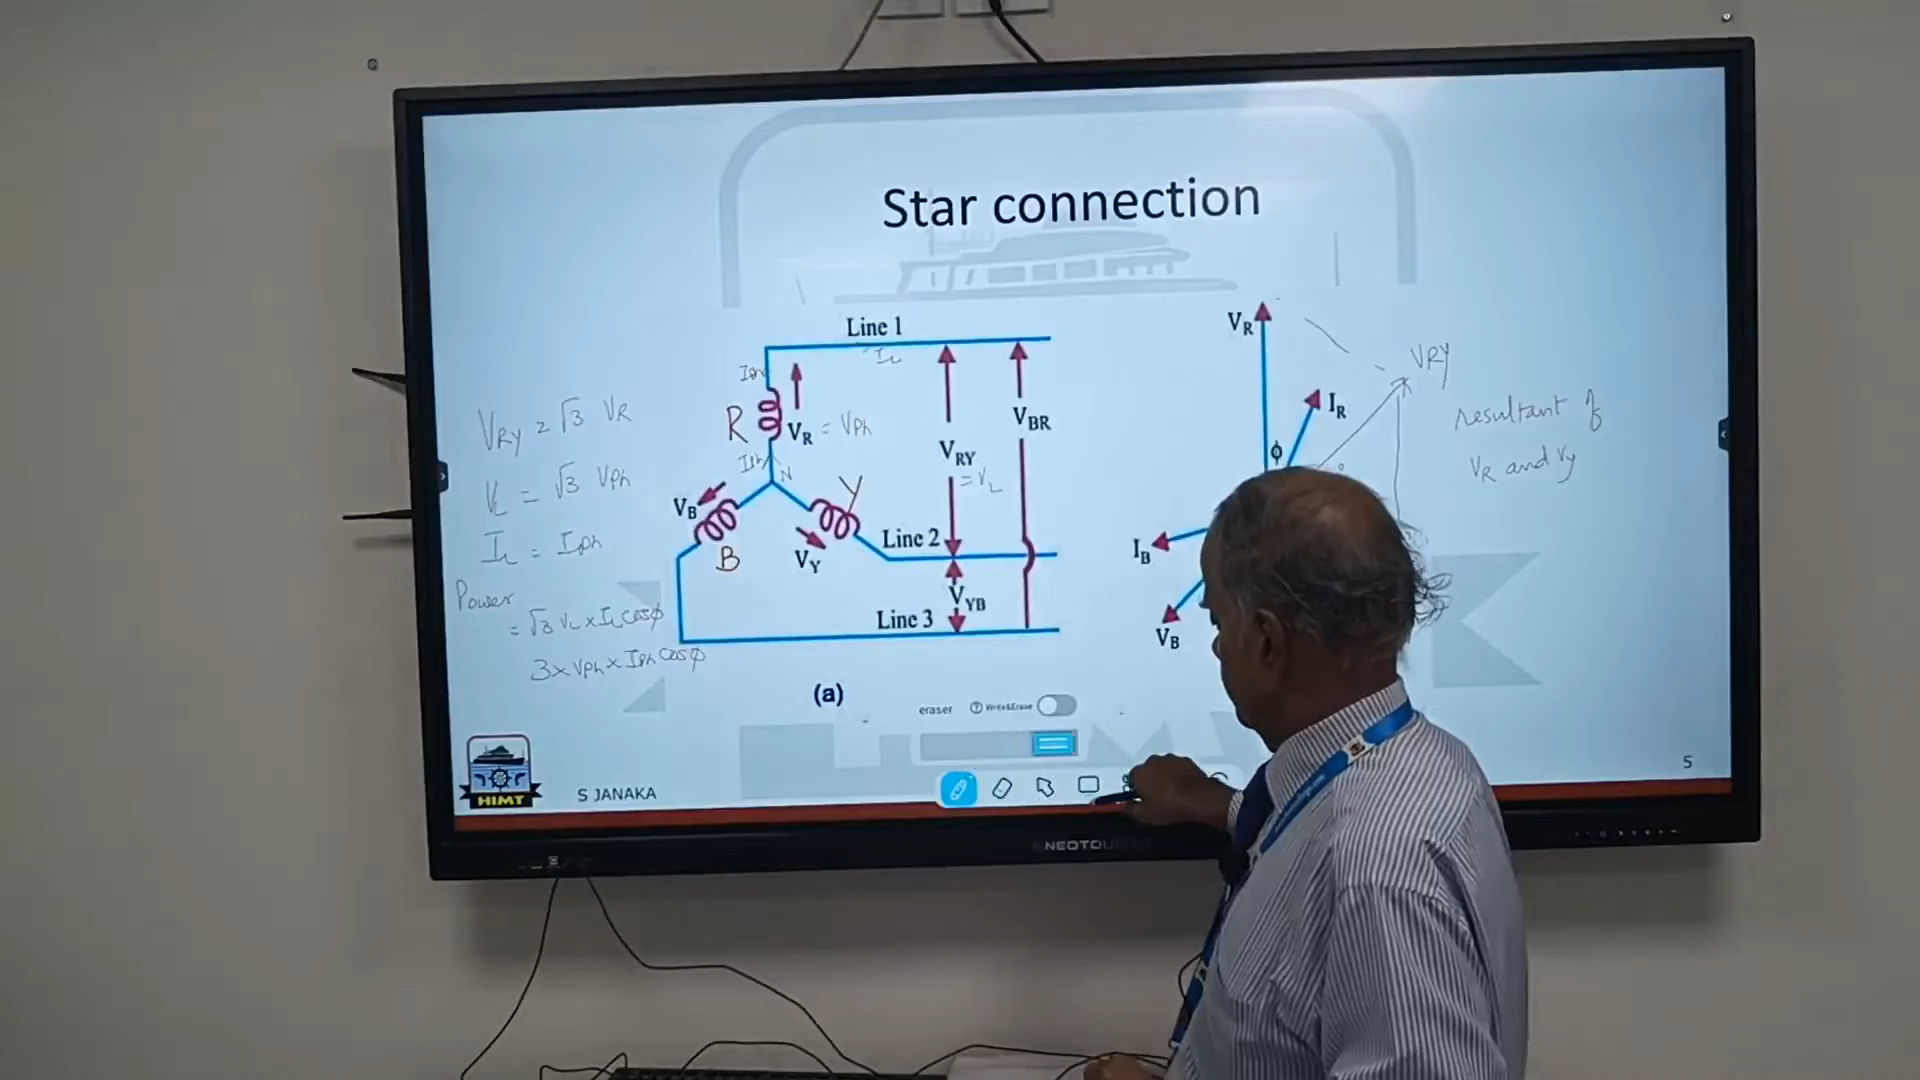 Star connection
Line 1
IL
Iph
R
VR = Vph
Iph
N
VRY
= VL
VBR
VB
B
Y
VY
Line 2
VYB
Line 3
(a)
VRY = √3 VR
VL = √3 Vph
IL = Iph
Power
= √3 VL × IL cosφ
3 × Vph × Iph cosφ
VR
IR
φ
VRY
IB
VB
resultant of
VR and Vy
eraser
Write&Erase
HIMT
S JANAKA
5